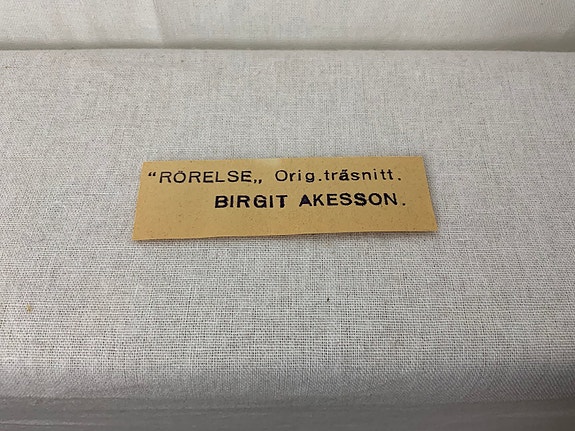 “RÖRELSE„ Orig.träsnitt.
BIRGIT AKESSON.